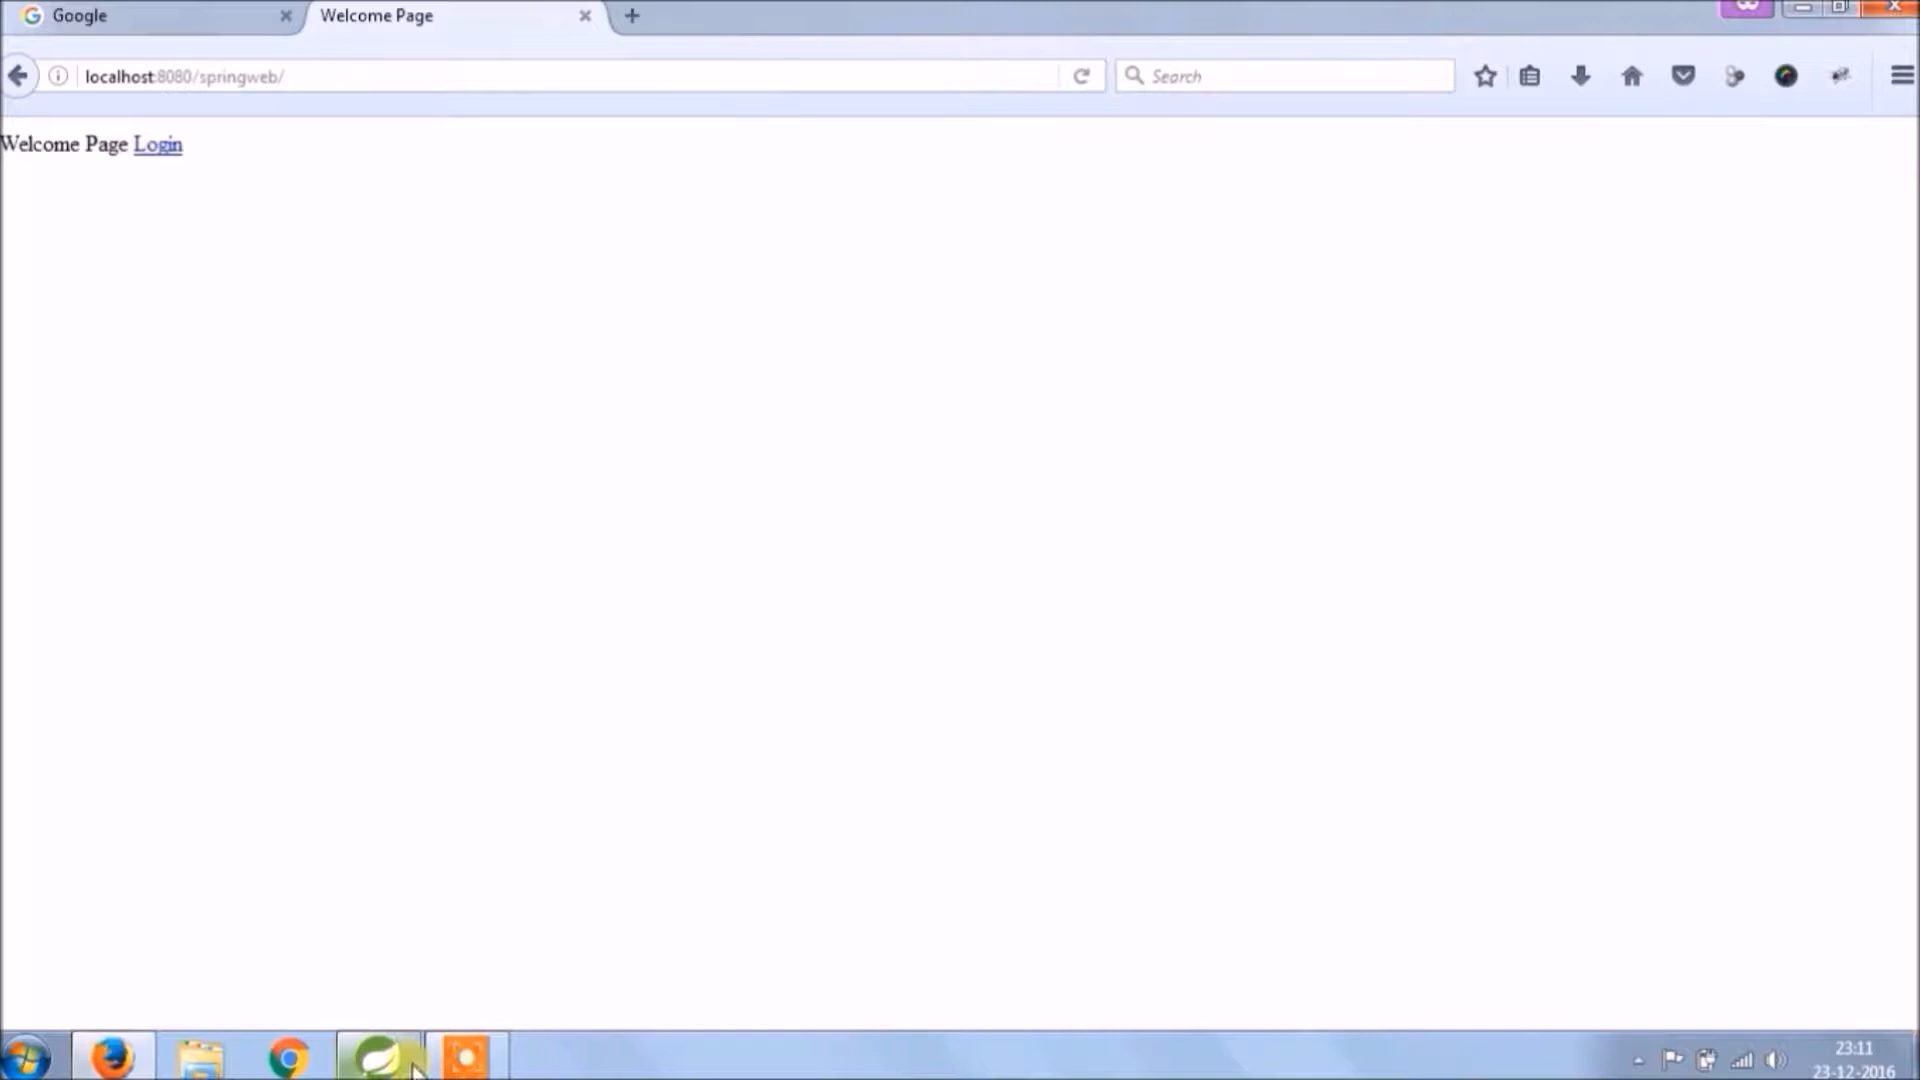 Google
Welcome Page
localhost:8080/springweb/
Search
Welcome Page Login
23:11
23-12-2016